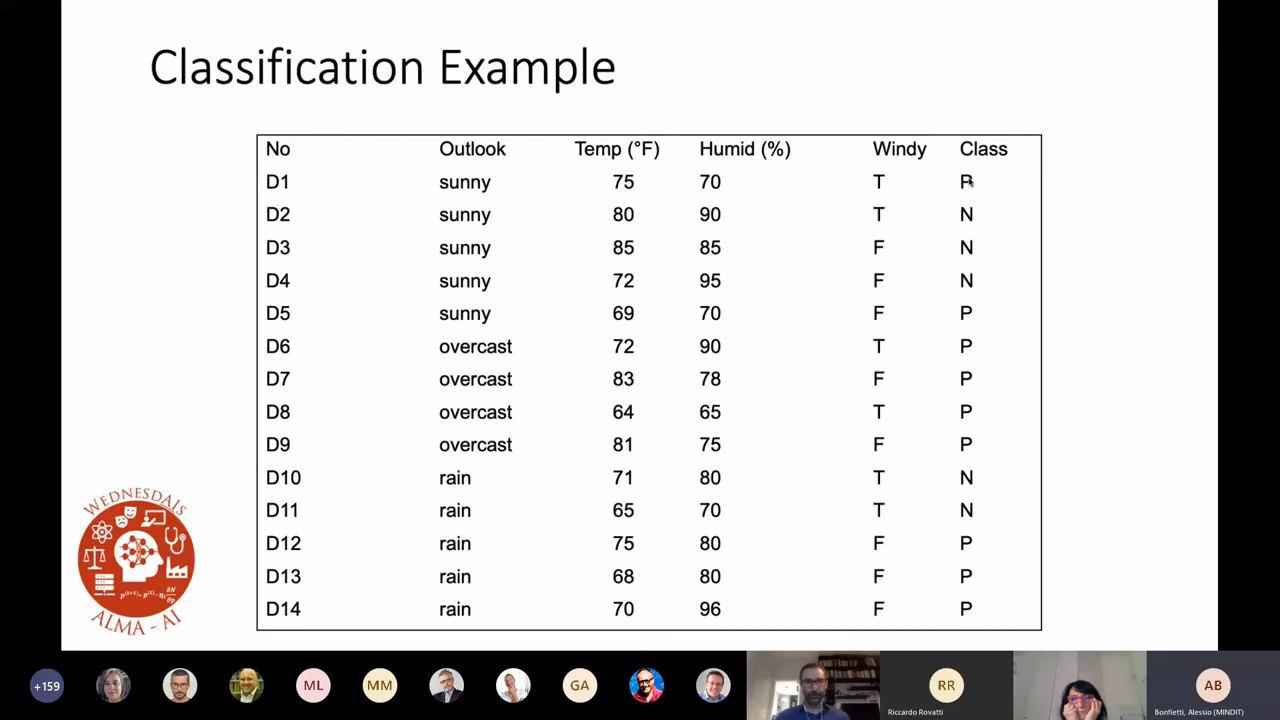 Classification Example
No Outlook Temp (°F) Humid (%) Windy Class
D1 sunny 75 70 T P
D2 sunny 80 90 T N
D3 sunny 85 85 F N
D4 sunny 72 95 F N
D5 sunny 69 70 F P
D6 overcast 72 90 T P
D7 overcast 83 78 F P
D8 overcast 64 65 T P
D9 overcast 81 75 F P
D10 rain 71 80 T N
D11 rain 65 70 T N
D12 rain 75 80 F P
D13 rain 68 80 F P
D14 rain 70 96 F P
WEDNESDAIS
ALMA - AI
+159 ML MM GA RR AB
Riccardo Rovatti Bonfietti, Alessio (MINDIT)